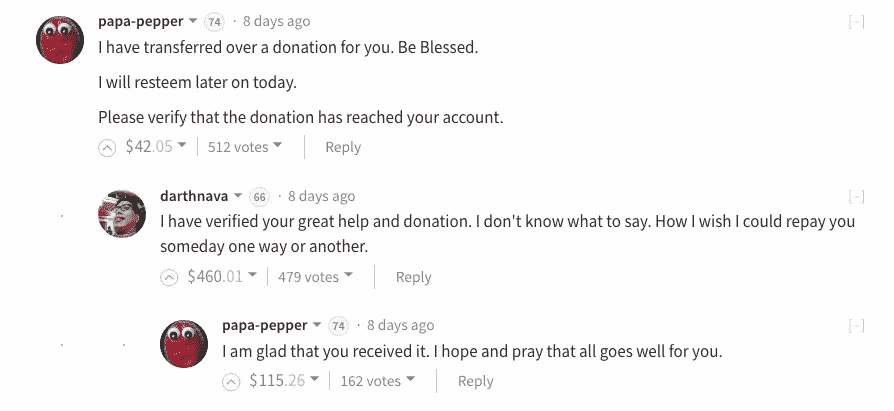 papa-pepper 74 · 8 days ago [-]
I have transferred over a donation for you. Be Blessed.
I will resteem later on today.
Please verify that the donation has reached your account.
$42.05 512 votes Reply
darthnava 66 · 8 days ago [-]
I have verified your great help and donation. I don't know what to say. How I wish I could repay you
someday one way or another.
$460.01 479 votes Reply
papa-pepper 74 · 8 days ago [-]
I am glad that you received it. I hope and pray that all goes well for you.
$115.26 162 votes Reply